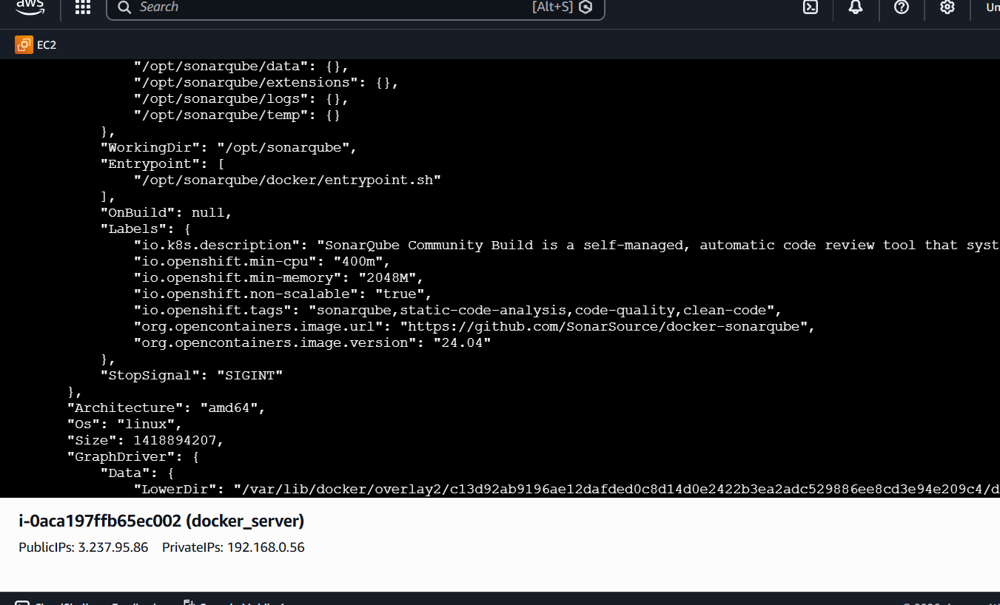 aws
Search
[Alt+S]
EC2
"/opt/sonarqube/data": {},
"/opt/sonarqube/extensions": {},
"/opt/sonarqube/logs": {},
"/opt/sonarqube/temp": {}
},
"WorkingDir": "/opt/sonarqube",
"Entrypoint": [
"/opt/sonarqube/docker/entrypoint.sh"
],
"OnBuild": null,
"Labels": {
"io.k8s.description": "SonarQube Community Build is a self-managed, automatic code review tool that syst
"io.openshift.min-cpu": "400m",
"io.openshift.min-memory": "2048M",
"io.openshift.non-scalable": "true",
"io.openshift.tags": "sonarqube,static-code-analysis,code-quality,clean-code",
"org.opencontainers.image.url": "https://github.com/SonarSource/docker-sonarqube",
"org.opencontainers.image.version": "24.04"
},
"StopSignal": "SIGINT"
},
"Architecture": "amd64",
"Os": "linux",
"Size": 1418894207,
"GraphDriver": {
"Data": {
"LowerDir": "/var/lib/docker/overlay2/c13d92ab9196ae12dafded0c8d14d0e2422b3ea2adc529886ee8cd3e94e209c4/d
i-0aca197ffb65ec002 (docker_server)
PublicIPs: 3.237.95.86 PrivateIPs: 192.168.0.56